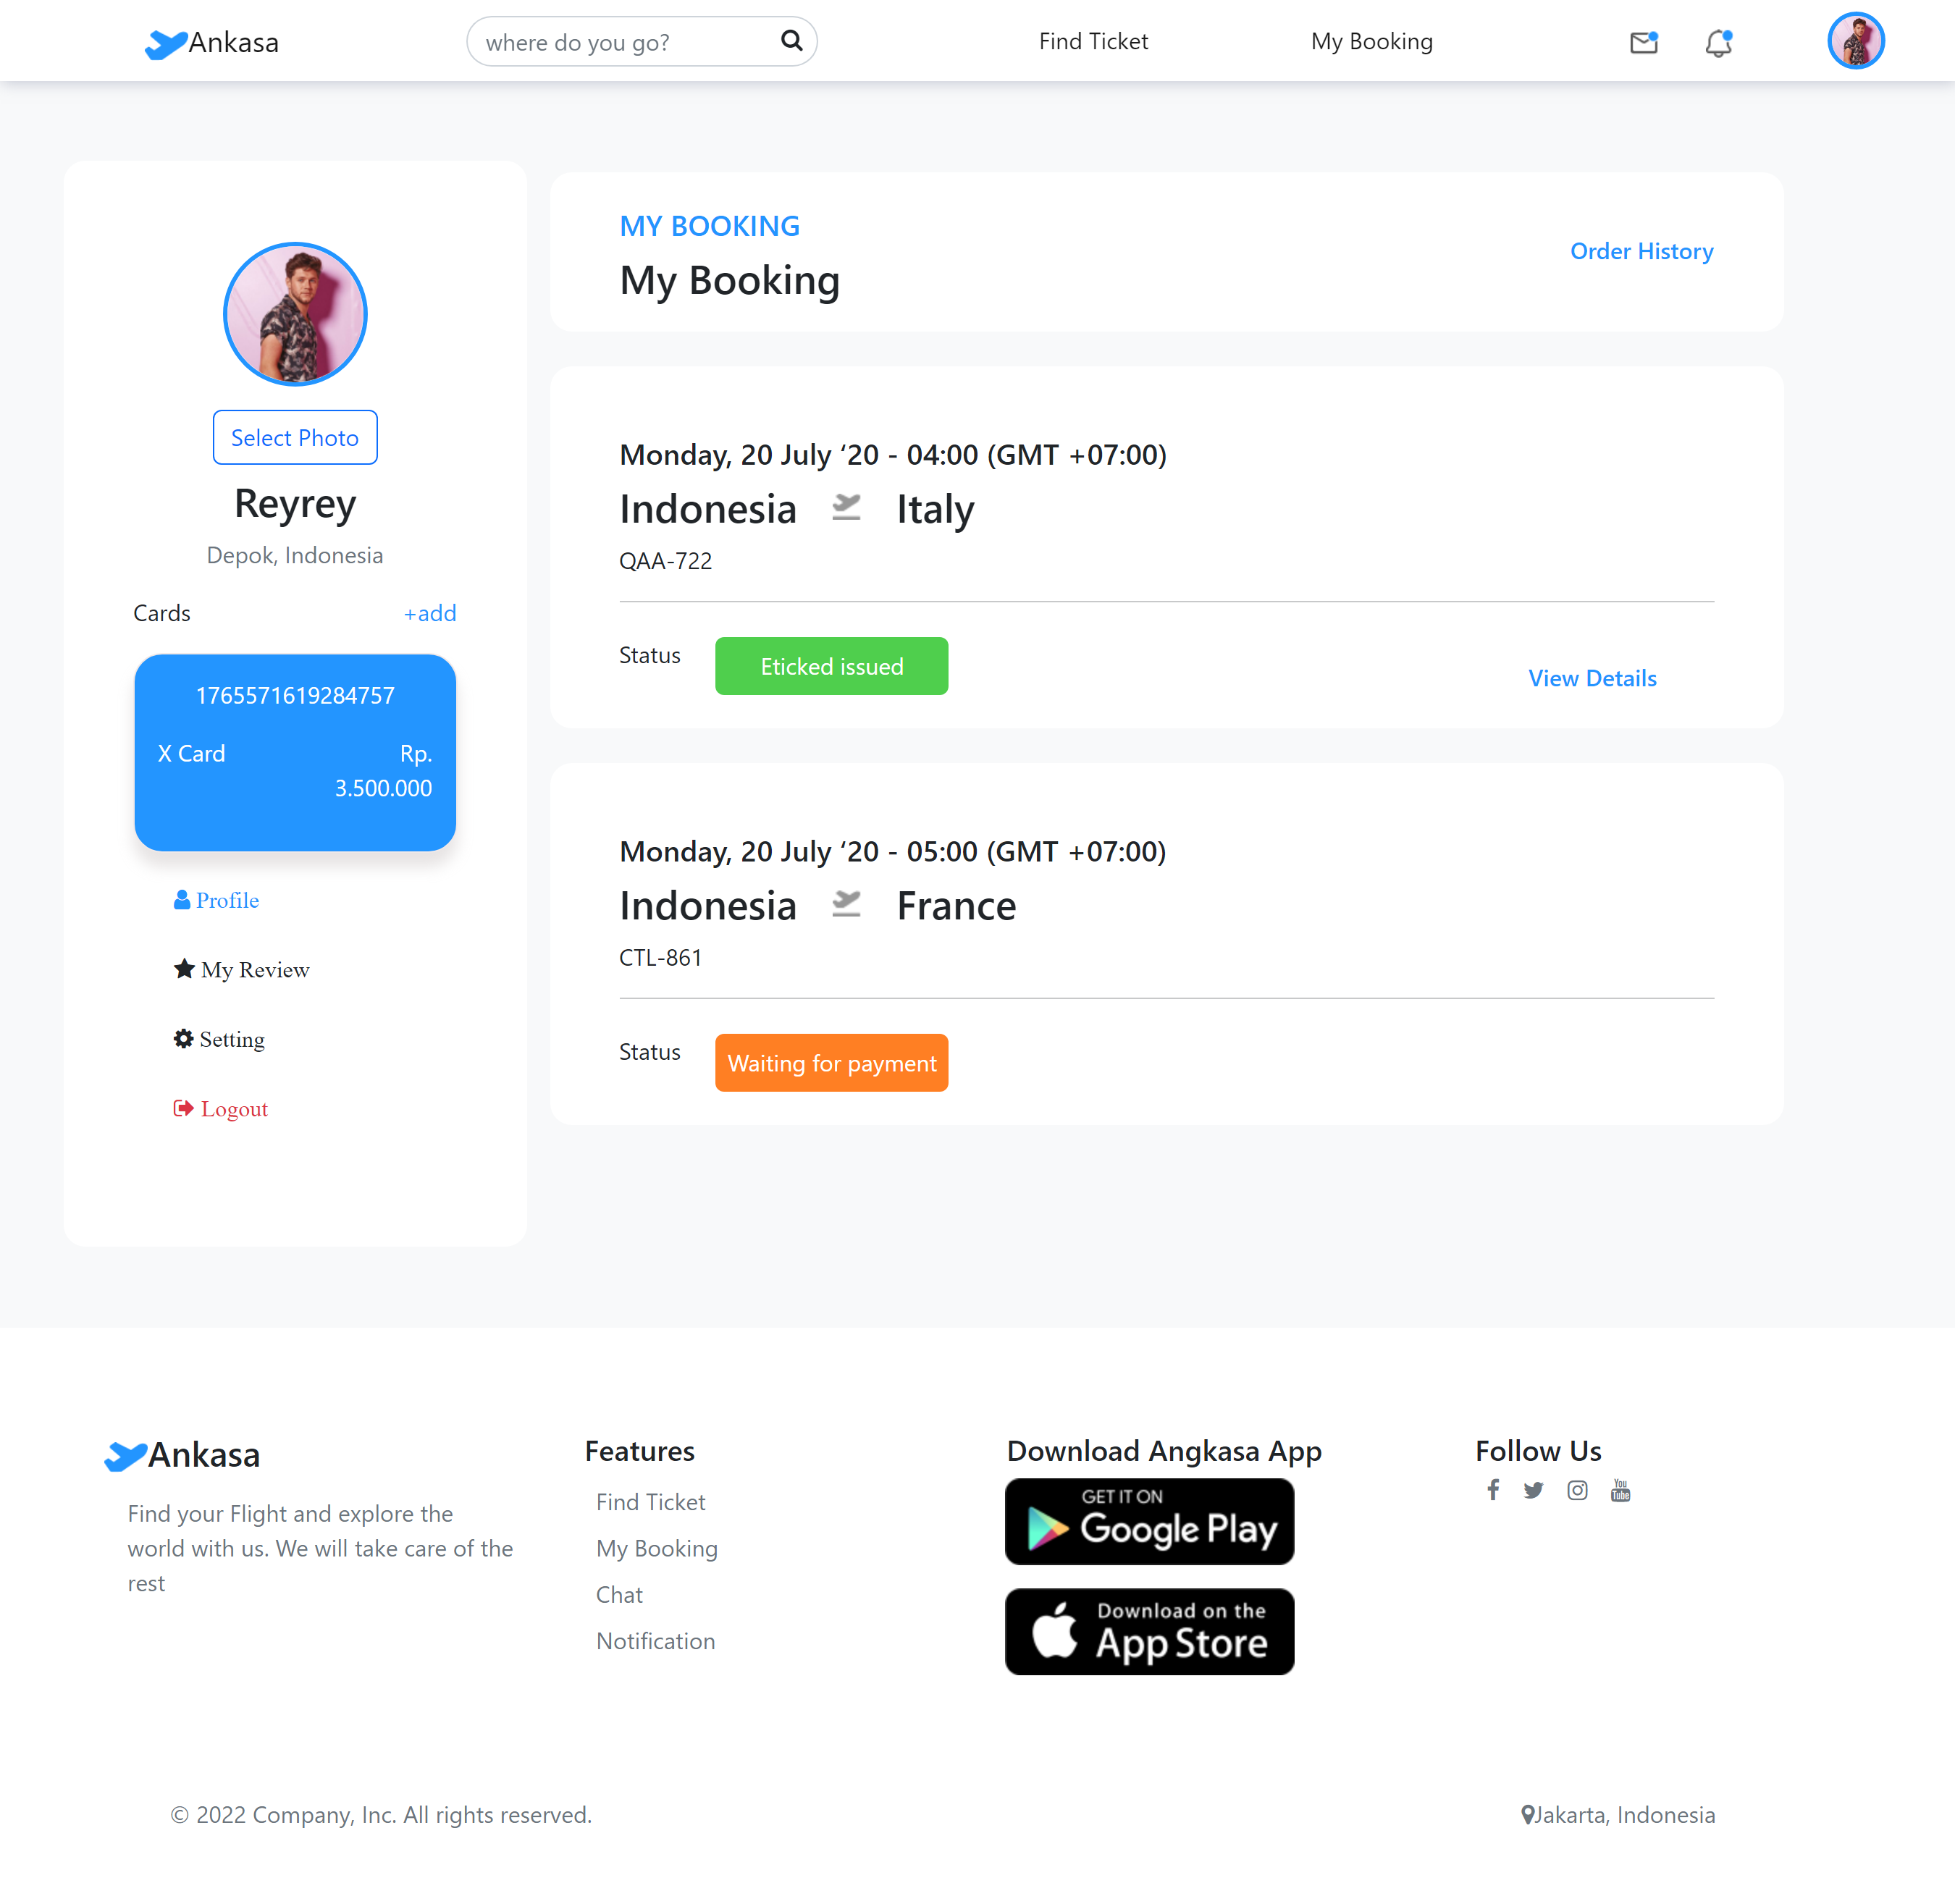 Ankasa
where do you go?
Find Ticket
My Booking
Select Photo
Reyrey
Depok, Indonesia
Cards
+add
1765571619284757
X Card
Rp.
3.500.000
Profile
My Review
Setting
Logout
MY BOOKING
My Booking
Order History
Monday, 20 July ‘20 - 04:00 (GMT +07:00)
Indonesia Italy
QAA-722
Status
Eticked issued
View Details
Monday, 20 July ‘20 - 05:00 (GMT +07:00)
Indonesia France
CTL-861
Status
Waiting for payment
Ankasa
Find your Flight and explore the
world with us. We will take care of the
rest
Features
Find Ticket
My Booking
Chat
Notification
Download Angkasa App
GET IT ON
Google Play
Download on the
App Store
Follow Us
You
Tube
© 2022 Company, Inc. All rights reserved.
Jakarta, Indonesia